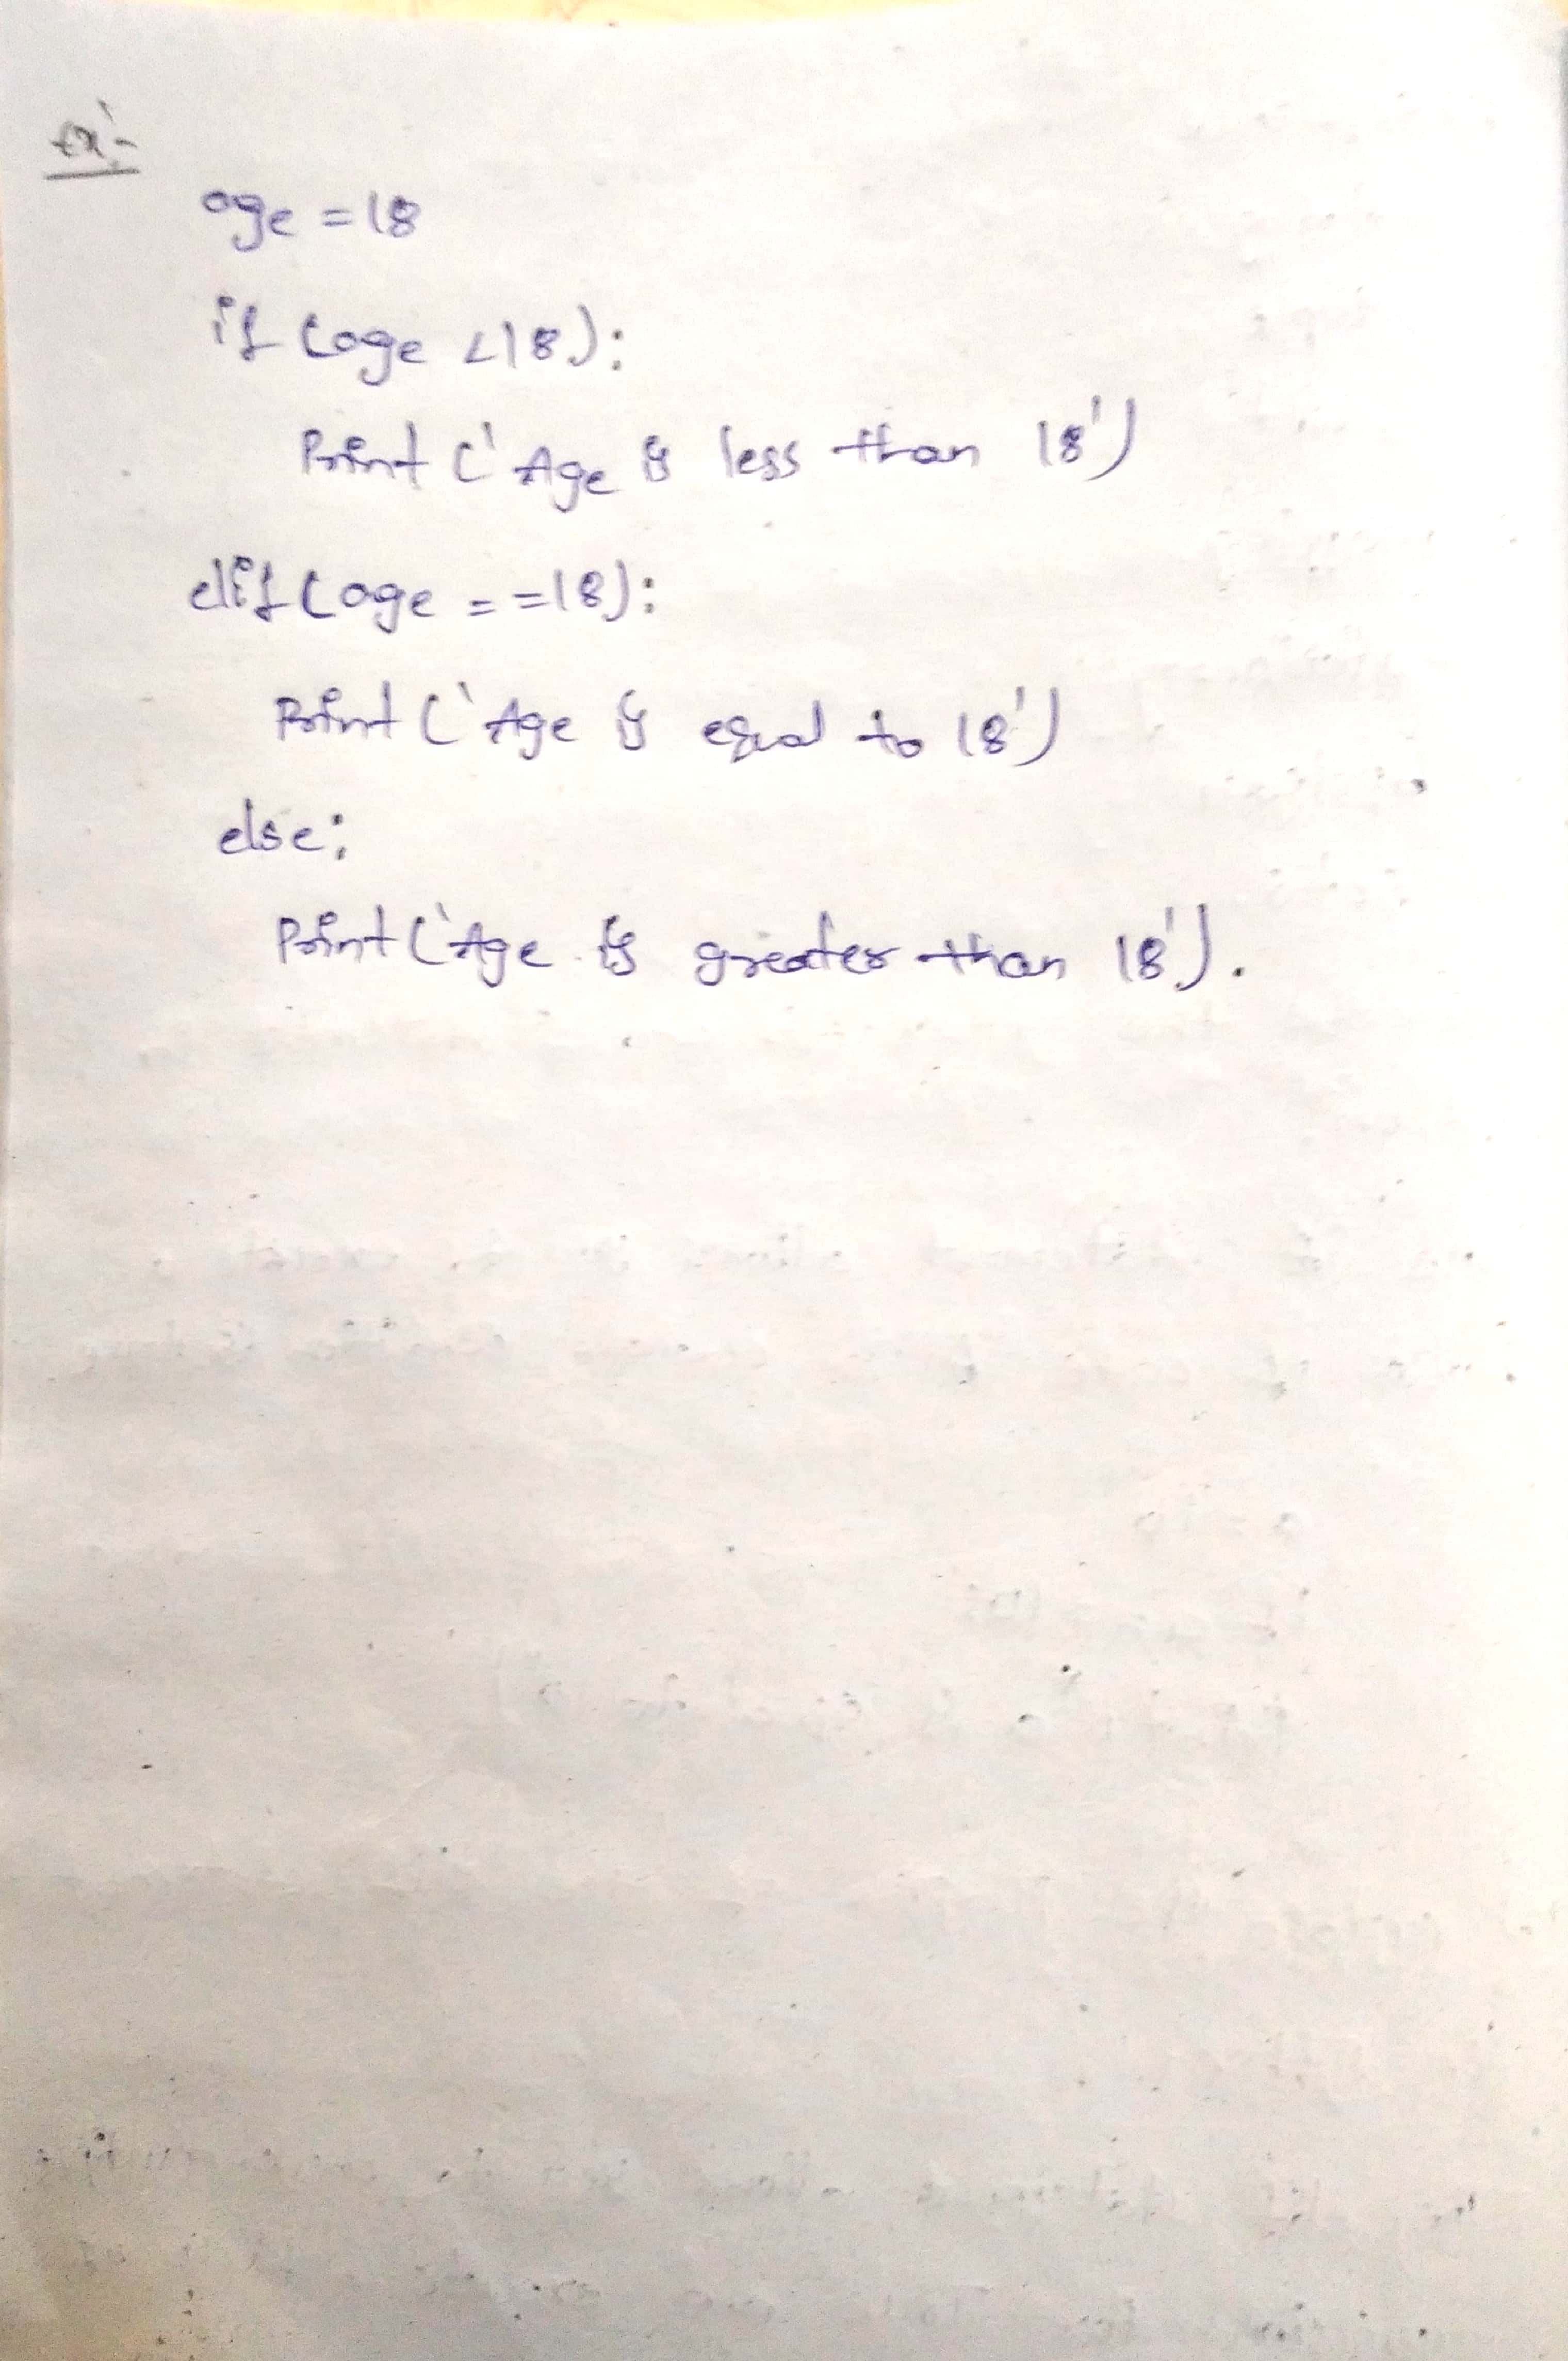 Ex:-
age = 18
if (age < 18):
Print ('Age is less than 18')
elif (age = = 18):
Print ('Age is equal to 18')
else:
Print ('Age is greater than 18').